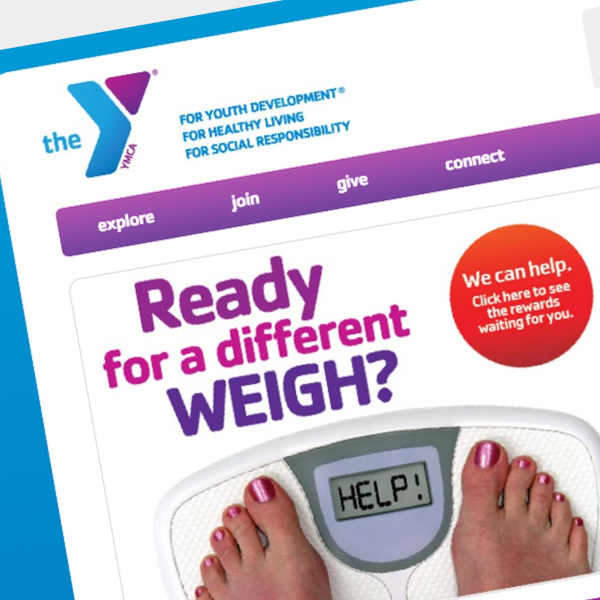 the
YMCA
®
FOR YOUTH DEVELOPMENT®
FOR HEALTHY LIVING
FOR SOCIAL RESPONSIBILITY
explore join give connect
Ready
for a different
WEIGH?
We can help.
Click here to see
the rewards
waiting for you.
HELP!